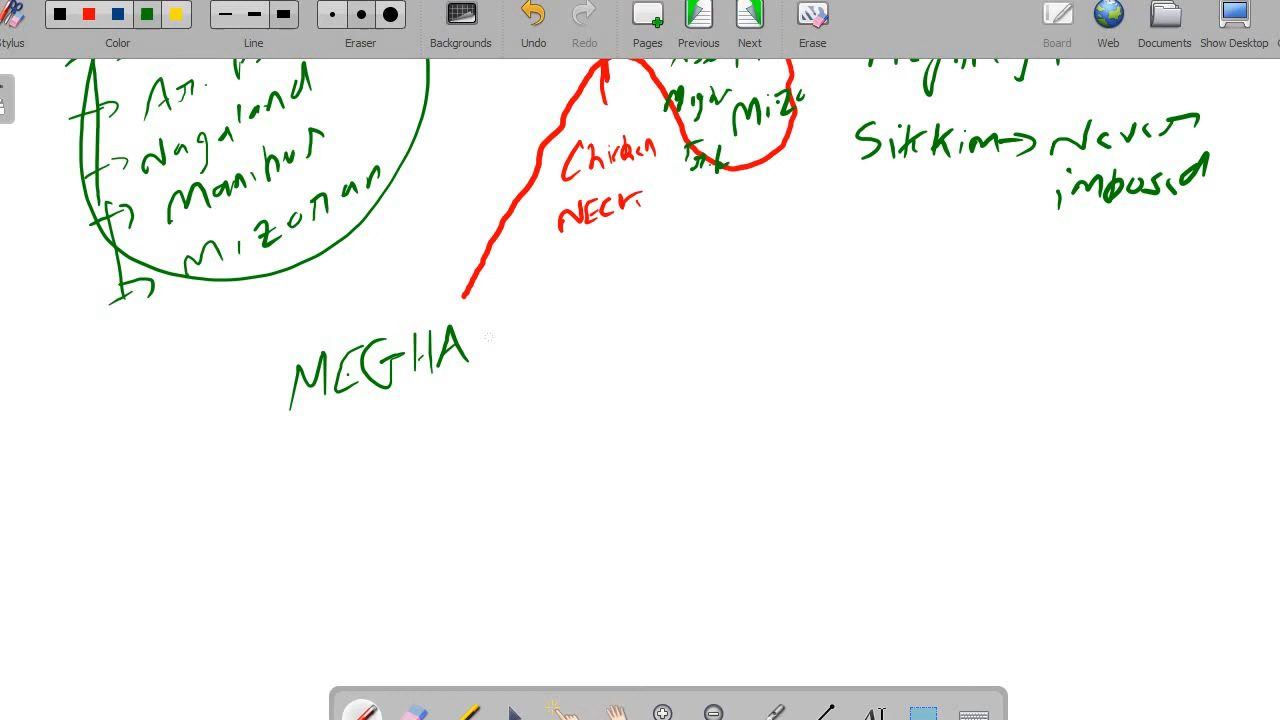 Stylus Color Line Eraser Backgrounds Undo Redo Pages Previous Next Erase Board Web Documents Show Desktop
Nagaland
Manipur
Mizoram
Chicken
NECK
Mizo
Sikkim → Never
imposed
MEGHA